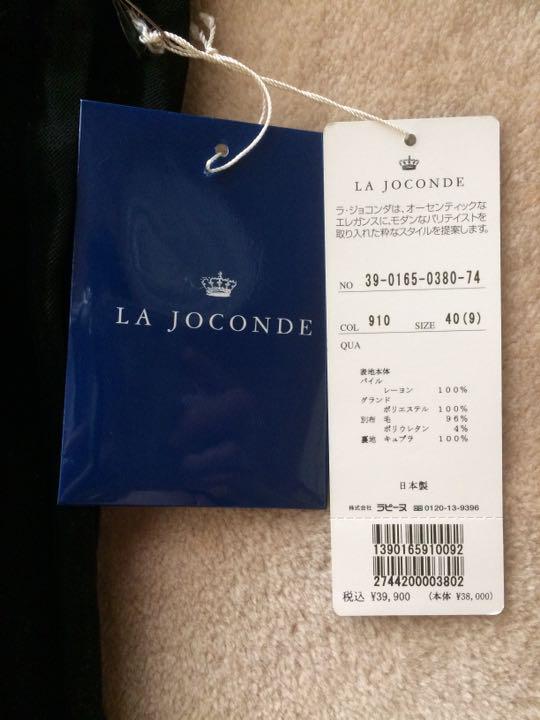 LA JOCONDE
LA JOCONDE
ラ・ジョコンダは、オーセンティックな
エレガンスに、モダンなパリテイストを
取り入れた粋なスタイルを提案します。
NO 39-0165-0380-74
COL 910 SIZE 40(9)
QUA
表地本体
パイル
レーヨン 100%
グランド
ポリエステル 100%
別布 毛 96%
ポリウレタン 4%
裏地 キュプラ 100%
日本製
株式会社 ラピーヌ 0120-13-9396
1390165910092
2744200003802
税込 ¥39,900 (本体 ¥38,000)